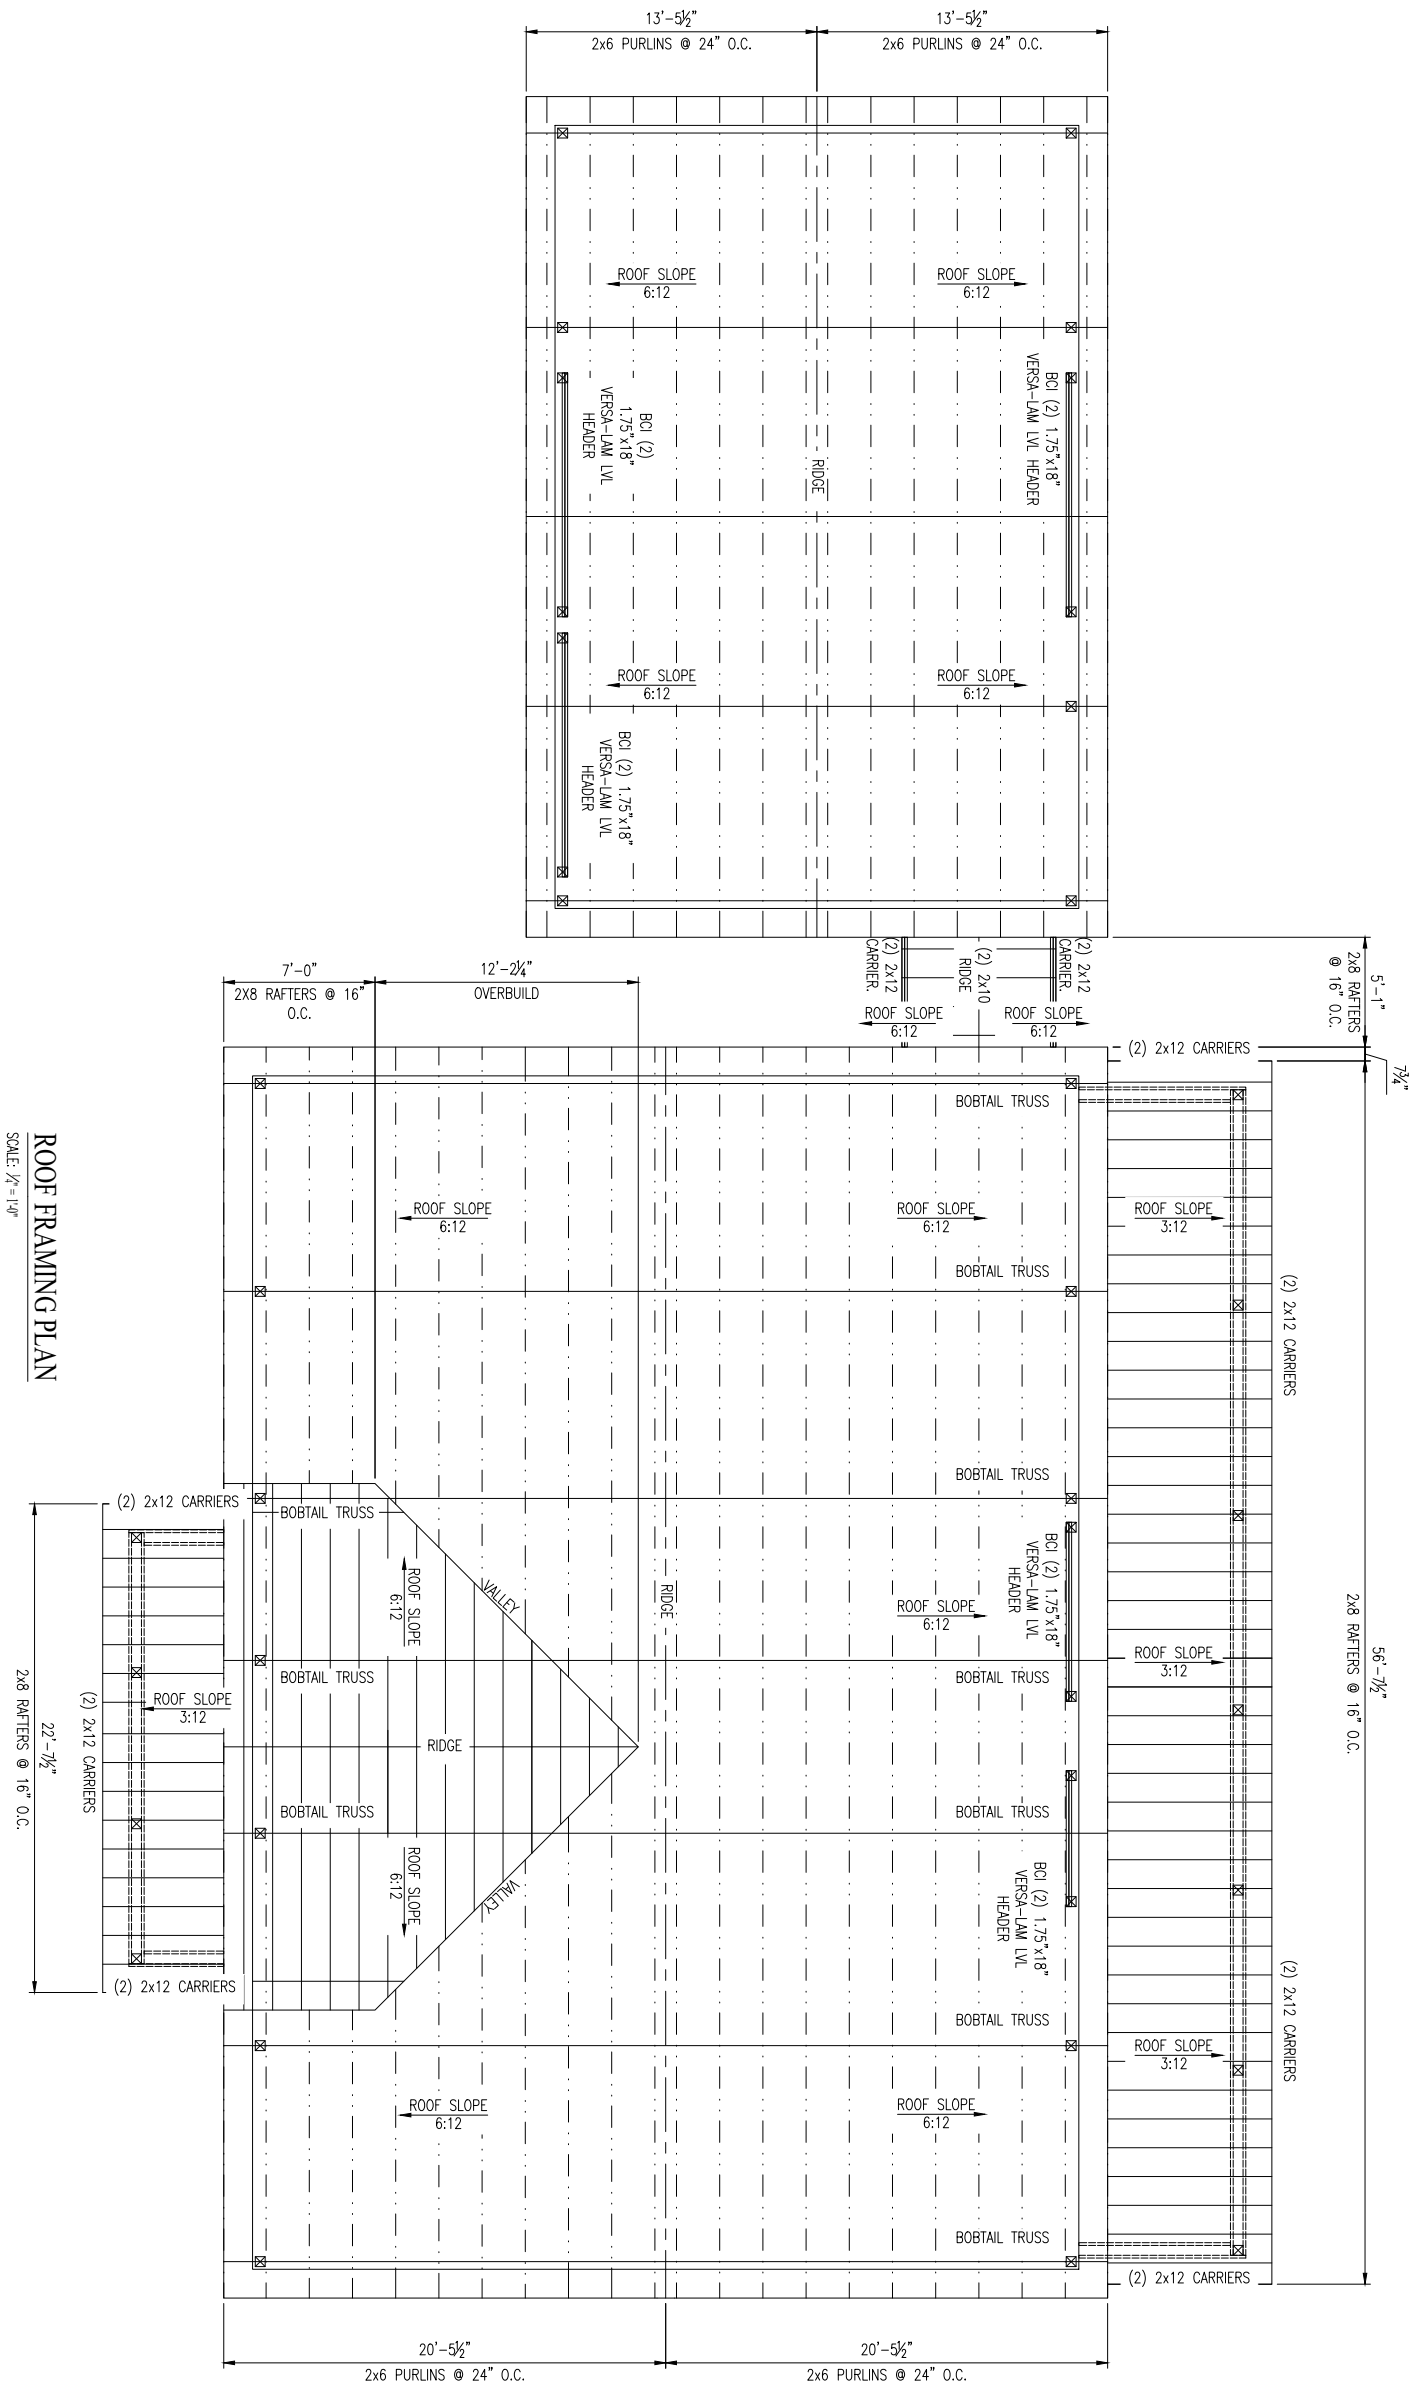 13'-5½"
2x6 PURLINS @ 24" O.C.
13'-5½"
2x6 PURLINS @ 24" O.C.
ROOF SLOPE
6:12
ROOF SLOPE
6:12
BCI (2)
1.75"x18"
VERSA-LAM LVL
HEADER
BCI (2) 1.75"x18"
VERSA-LAM LVL HEADER
RIDGE
ROOF SLOPE
6:12
ROOF SLOPE
6:12
BCI (2) 1.75"x18"
VERSA-LAM LVL
HEADER
(2) 2x12
CARRIER.
(2) 2x10
RIDGE
(2) 2x12
CARRIER.
5'-1"
2x8 RAFTERS
@ 16" O.C.
7¾"
7'-0"
2X8 RAFTERS @ 16"
O.C.
12'-2¼"
OVERBUILD
ROOF SLOPE
6:12
ROOF SLOPE
6:12
(2) 2x12 CARRIERS
BOBTAIL TRUSS
ROOF SLOPE
6:12
ROOF SLOPE
6:12
ROOF SLOPE
3:12
BOBTAIL TRUSS
(2) 2x12 CARRIERS
ROOF FRAMING PLAN
SCALE: ¼" = 1'-0"
BOBTAIL TRUSS
(2) 2x12 CARRIERS
BOBTAIL TRUSS
ROOF SLOPE
6:12
VALLEY
RIDGE
BCI (2) 1.75"x18"
VERSA-LAM LVL
HEADER
ROOF SLOPE
6:12
ROOF SLOPE
3:12
56'-7½"
2x8 RAFTERS @ 16" O.C.
BOBTAIL TRUSS
BOBTAIL TRUSS
ROOF SLOPE
3:12
RIDGE
(2) 2x12 CARRIERS
22'-7½"
2x8 RAFTERS @ 16" O.C.
BOBTAIL TRUSS
BOBTAIL TRUSS
ROOF SLOPE
6:12
VALLEY
BCI (2) 1.75"x18"
VERSA-LAM LVL
HEADER
(2) 2x12 CARRIERS
(2) 2x12 CARRIERS
BOBTAIL TRUSS
ROOF SLOPE
3:12
ROOF SLOPE
6:12
ROOF SLOPE
6:12
BOBTAIL TRUSS
(2) 2x12 CARRIERS
20'-5½"
2x6 PURLINS @ 24" O.C.
20'-5½"
2x6 PURLINS @ 24" O.C.